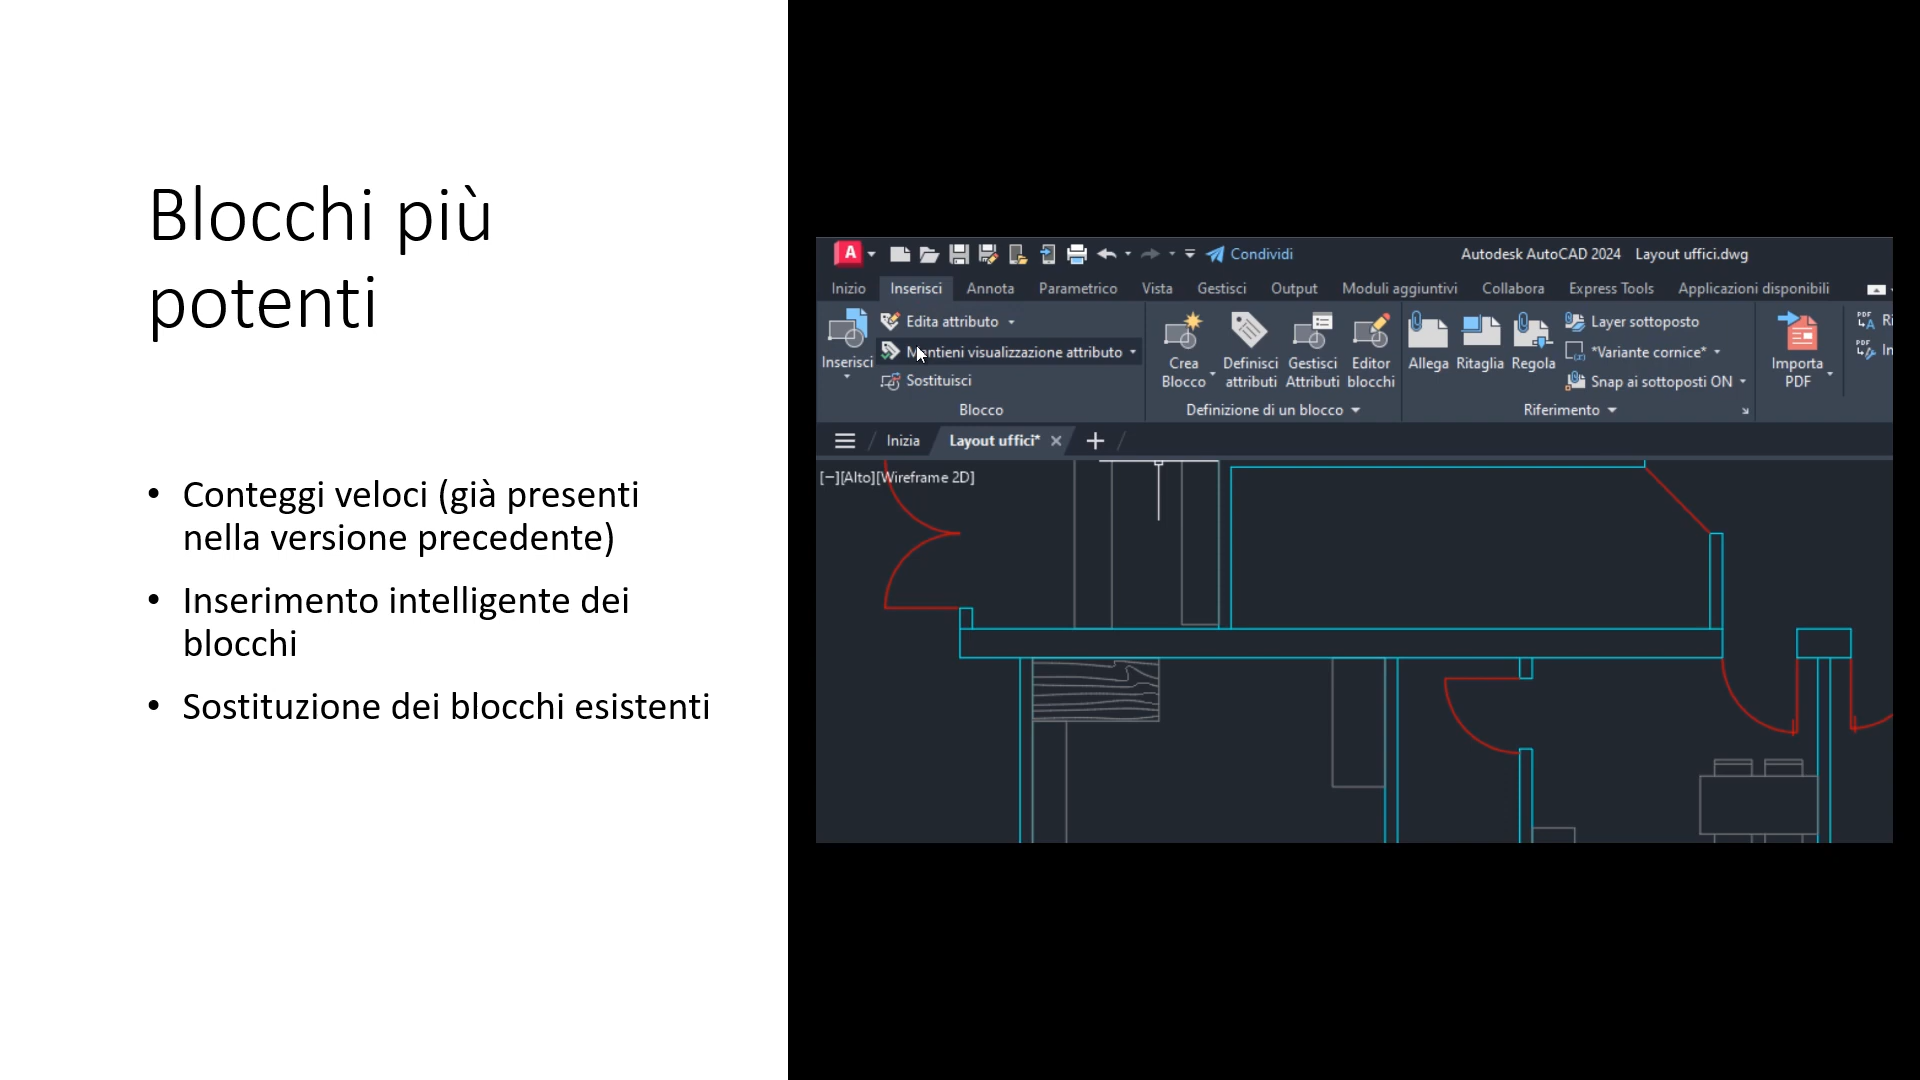 Blocchi più
potenti
• Conteggi veloci (già presenti
nella versione precedente)
• Inserimento intelligente dei
blocchi
• Sostituzione dei blocchi esistenti
A Condividi Autodesk AutoCAD 2024 Layout uffici.dwg
Inizio Inserisci Annota Parametrico Vista Gestisci Output Moduli aggiuntivi Collabora Express Tools Applicazioni disponibili
Inserisci
Edita attributo
Mantieni visualizzazione attributo
Sostituisci
Blocco
Crea
Blocco
Definisci
attributi
Gestisci
Attributi
Editor
blocchi
Definizione di un blocco
Allega Ritaglia Regola
Layer sottoposto
*Variante cornice*
Snap ai sottoposti ON
Riferimento
Importa
PDF
PDF
PDF
Inizia Layout uffici*
[−][Alto][Wireframe 2D]